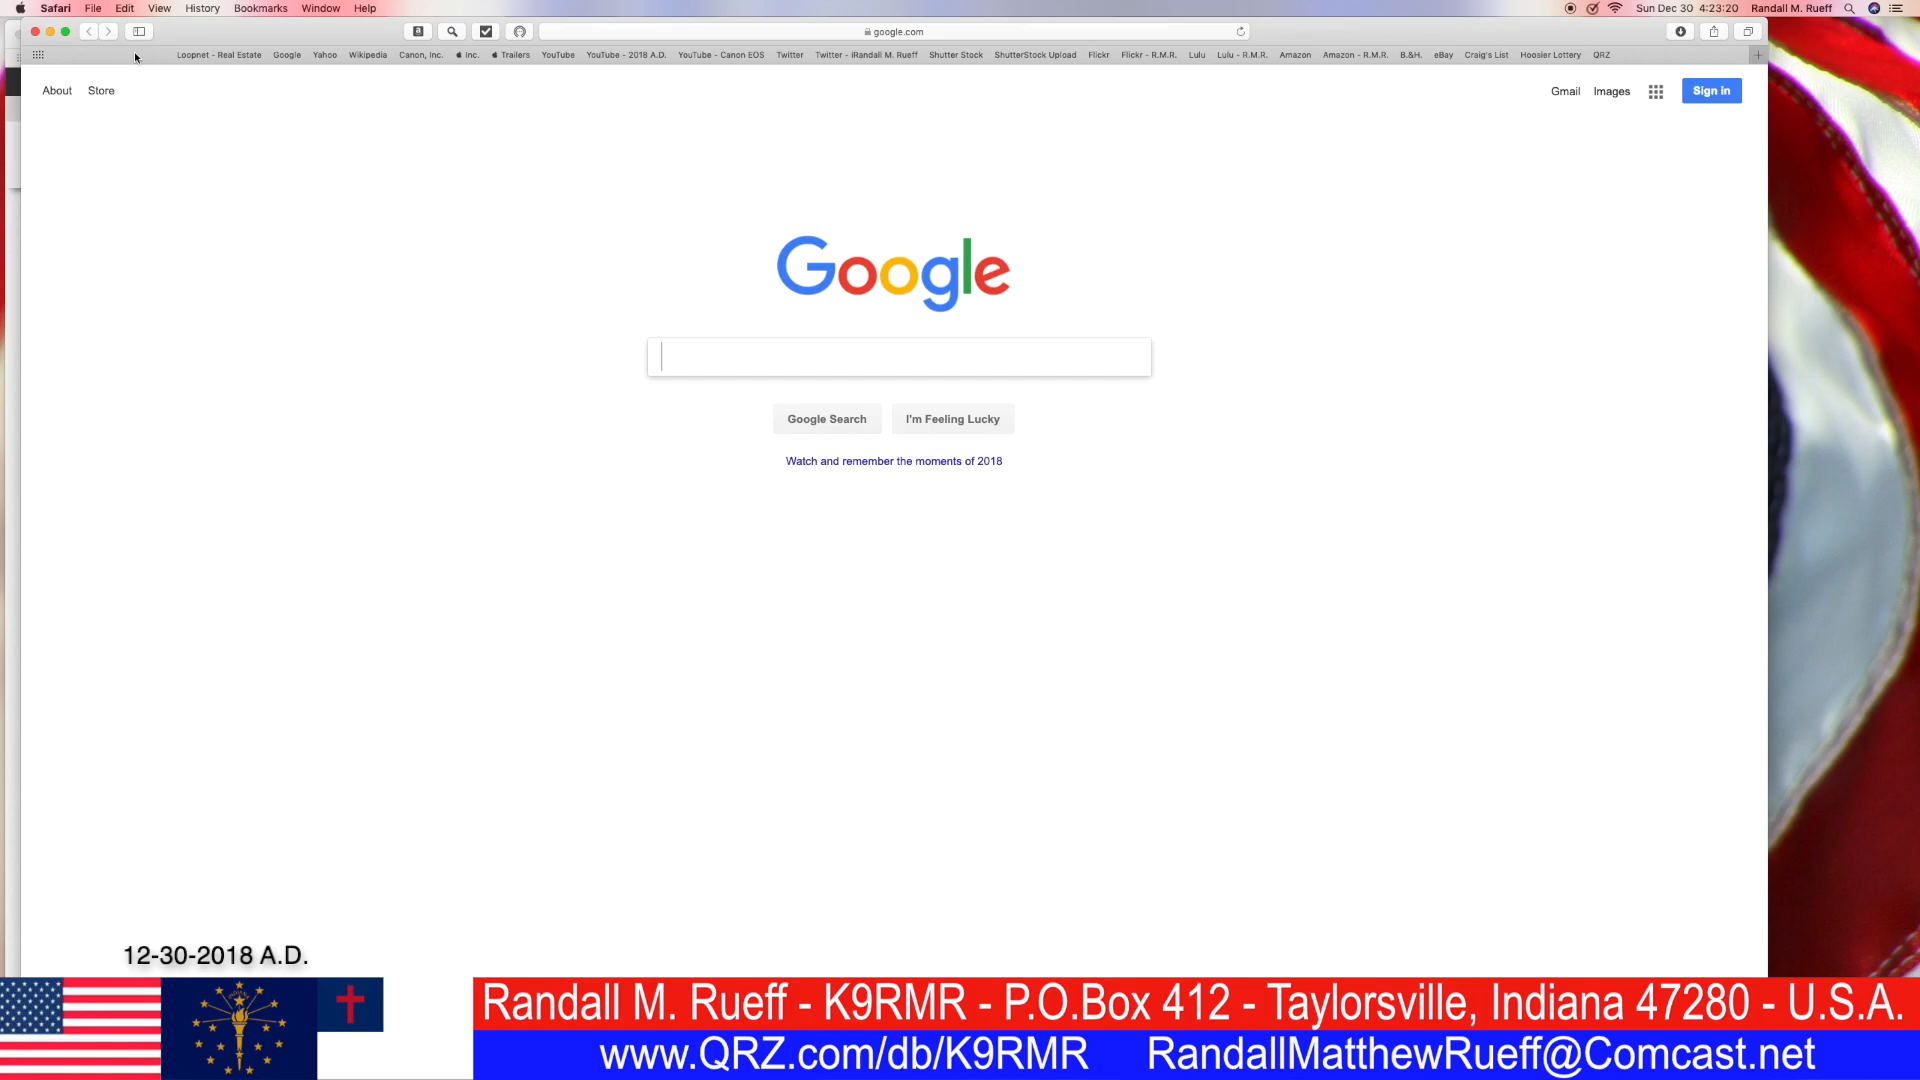 Safari File Edit View History Bookmarks Window Help Sun Dec 30 4:23:20 Randall M. Rueff
google.com
Loopnet - Real Estate Google Yahoo Wikipedia Canon, Inc. Inc. Trailers YouTube YouTube - 2018 A.D. YouTube - Canon EOS Twitter Twitter - iRandall M. Rueff Shutter Stock ShutterStock Upload Flickr Flickr - R.M.R. Lulu Lulu - R.M.R. Amazon Amazon - R.M.R. B.&H. eBay Craig's List Hoosier Lottery QRZ
About Store Gmail Images Sign in
Google
Google Search I'm Feeling Lucky
Watch and remember the moments of 2018
12-30-2018 A.D.
Randall M. Rueff - K9RMR - P.O.Box 412 - Taylorsville, Indiana 47280 - U.S.A.
www.QRZ.com/db/K9RMR RandallMatthewRueff@Comcast.net